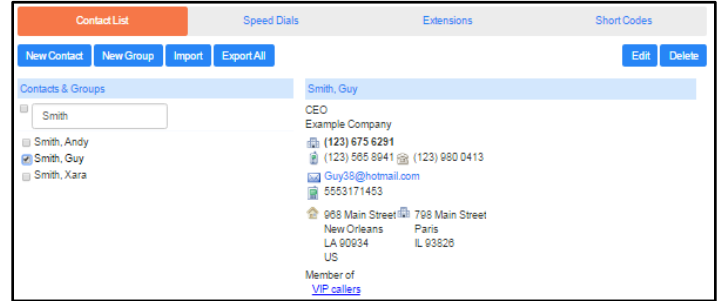 Contact List Speed Dials Extensions Short Codes
New Contact New Group Import Export All Edit Delete
Contacts & Groups
Smith
Smith, Andy
Smith, Guy
Smith, Xara
Smith, Guy
CEO
Example Company
(123) 675 6291
(123) 565 8941 (123) 980 0413
Guy38@hotmail.com
5553171453
968 Main Street 798 Main Street
New Orleans Paris
LA 90934 IL 93826
US
Member of
VIP callers